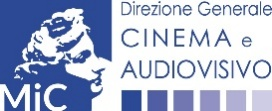 Direzione Generale
CINEMA e
AUDIOVISIVO
MiC